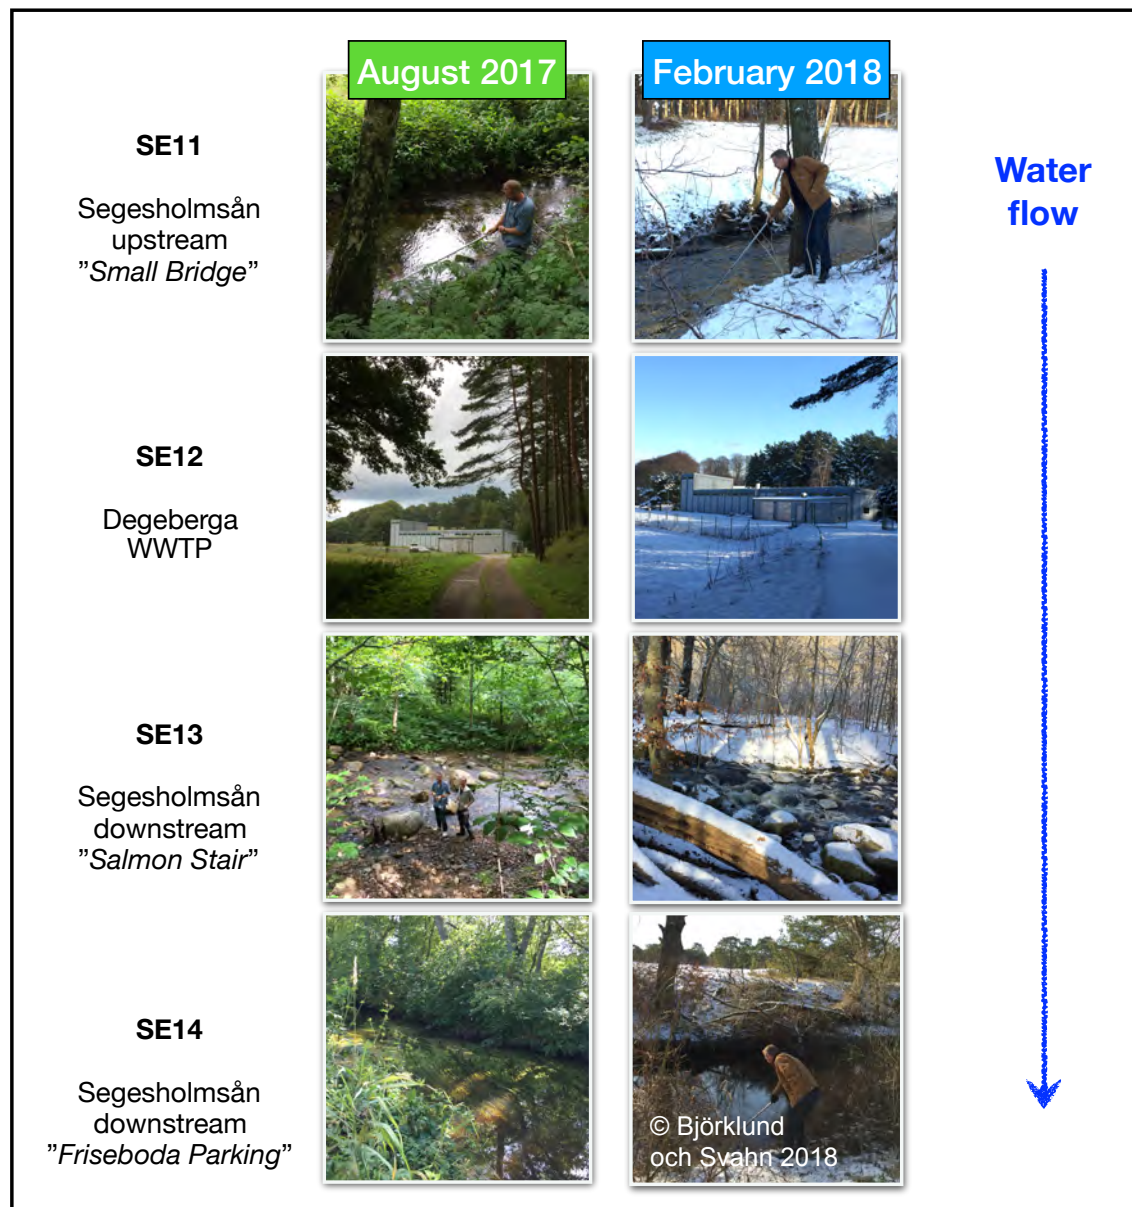 August 2017
February 2018
SE11
Segesholmsån
upstream
”Small Bridge”
Water
flow
SE12
Degeberga
WWTP
SE13
Segesholmsån
downstream
”Salmon Stair”
SE14
Segesholmsån
downstream
”Friseboda Parking”
© Björklund
och Svahn 2018